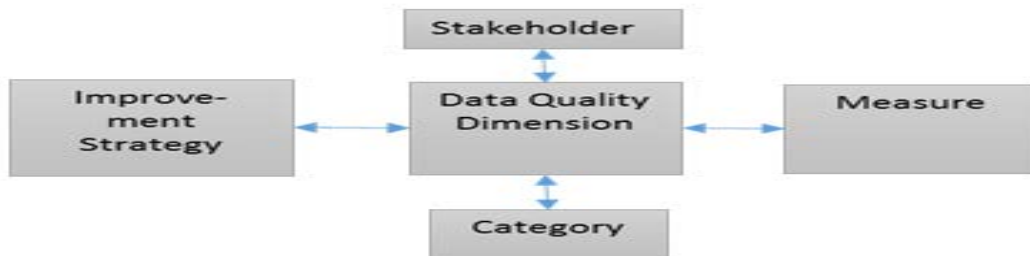 Stakeholder
Improve-
ment
Strategy
Data Quality
Dimension
Measure
Category